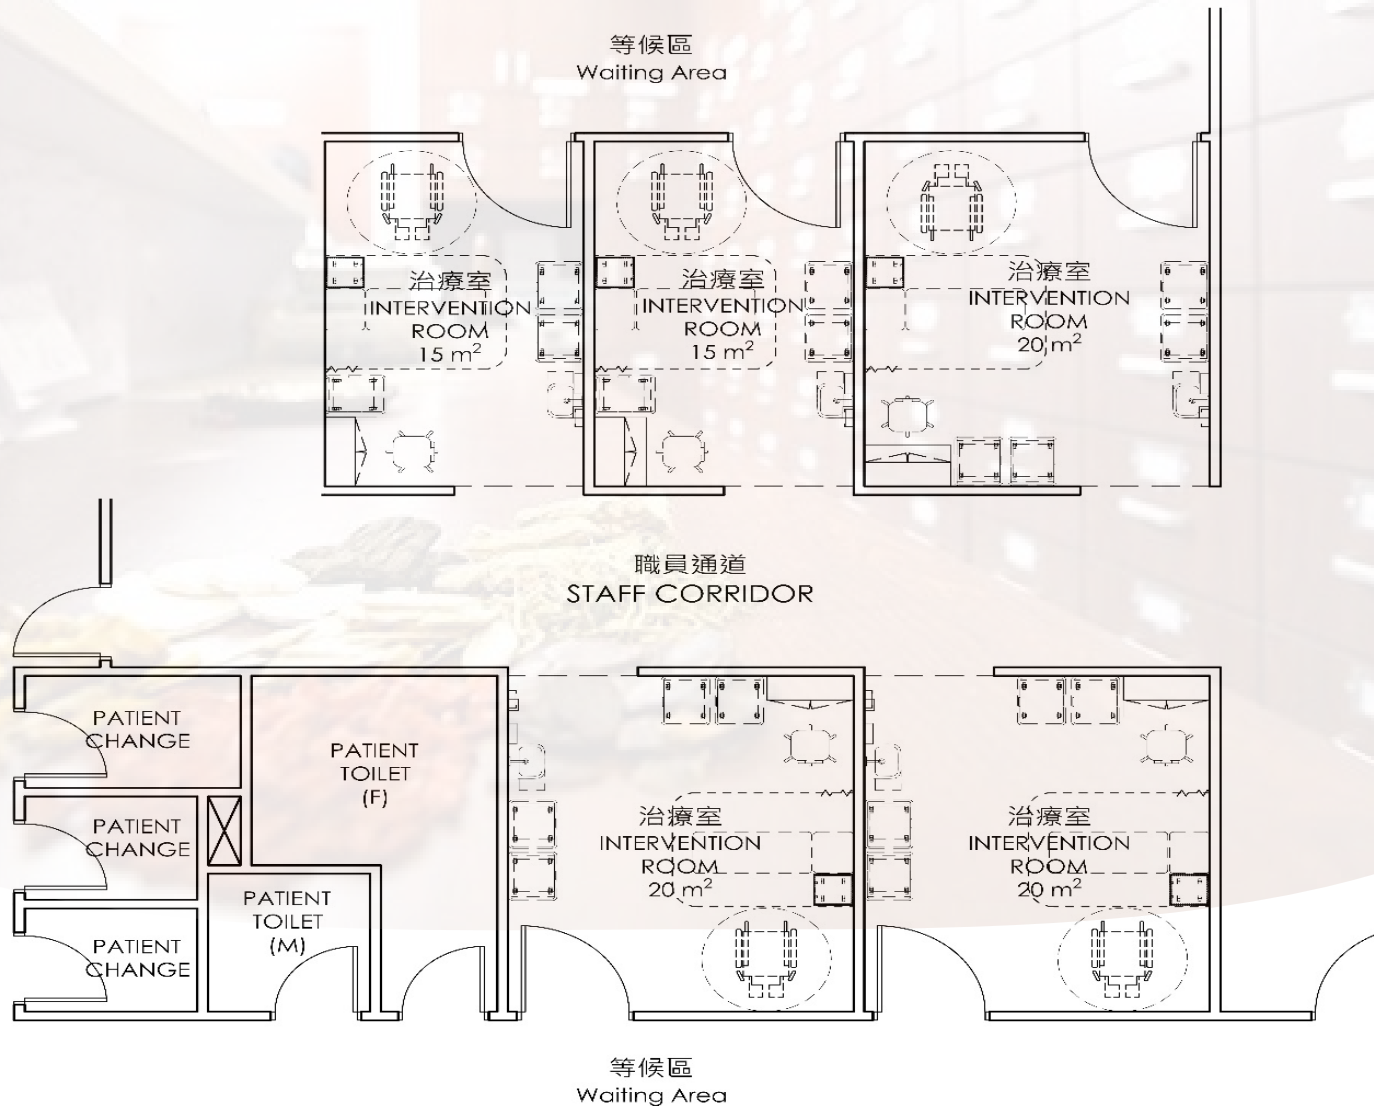 等候區
Waiting Area
治療室
INTERVENTION
ROOM
15 m²
治療室
INTERVENTION
ROOM
15 m²
治療室
INTERVENTION
ROOM
20 m²
職員通道
STAFF CORRIDOR
PATIENT
CHANGE
PATIENT
CHANGE
PATIENT
CHANGE
PATIENT
TOILET
(F)
PATIENT
TOILET
(M)
治療室
INTERVENTION
ROOM
20 m²
治療室
INTERVENTION
ROOM
20 m²
等候區
Waiting Area